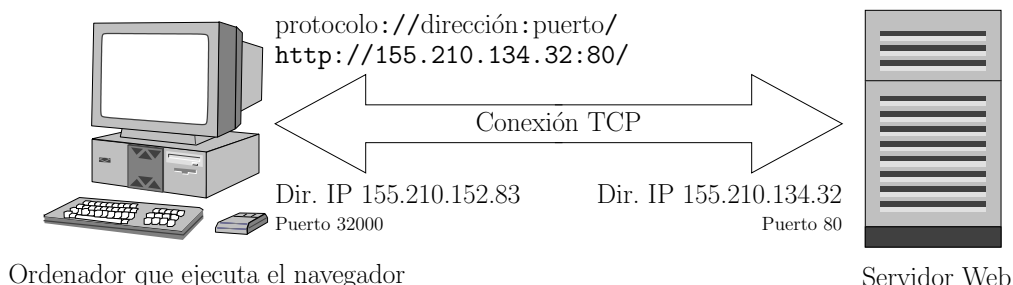 protocolo://dirección:puerto/
http://155.210.134.32:80/
Conexión TCP
Dir. IP 155.210.152.83
Puerto 32000
Dir. IP 155.210.134.32
Puerto 80
Ordenador que ejecuta el navegador
Servidor Web